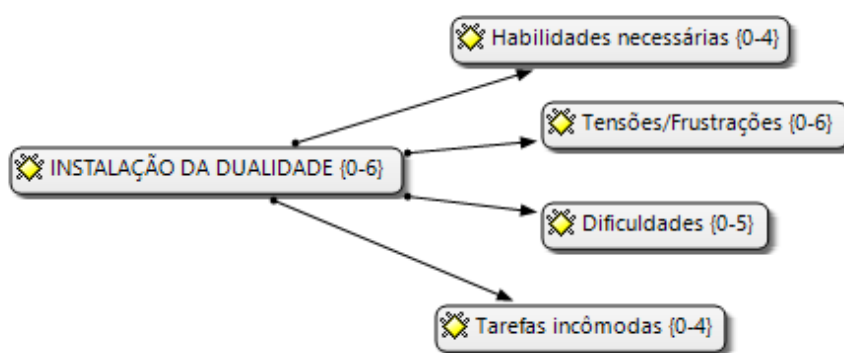 Habilidades necessárias {0-4}
Tensões/Frustrações {0-6}
INSTALAÇÃO DA DUALIDADE {0-6}
Dificuldades {0-5}
Tarefas incômodas {0-4}